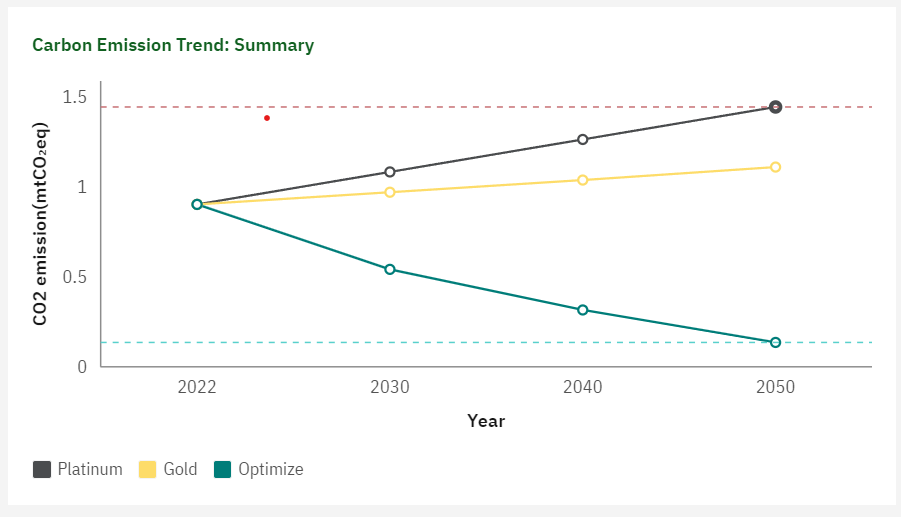 Carbon Emission Trend: Summary
1.5
1
0.5
0
CO2 emission(mtCO₂eq)
2022 2030 2040 2050
Year
Platinum Gold Optimize